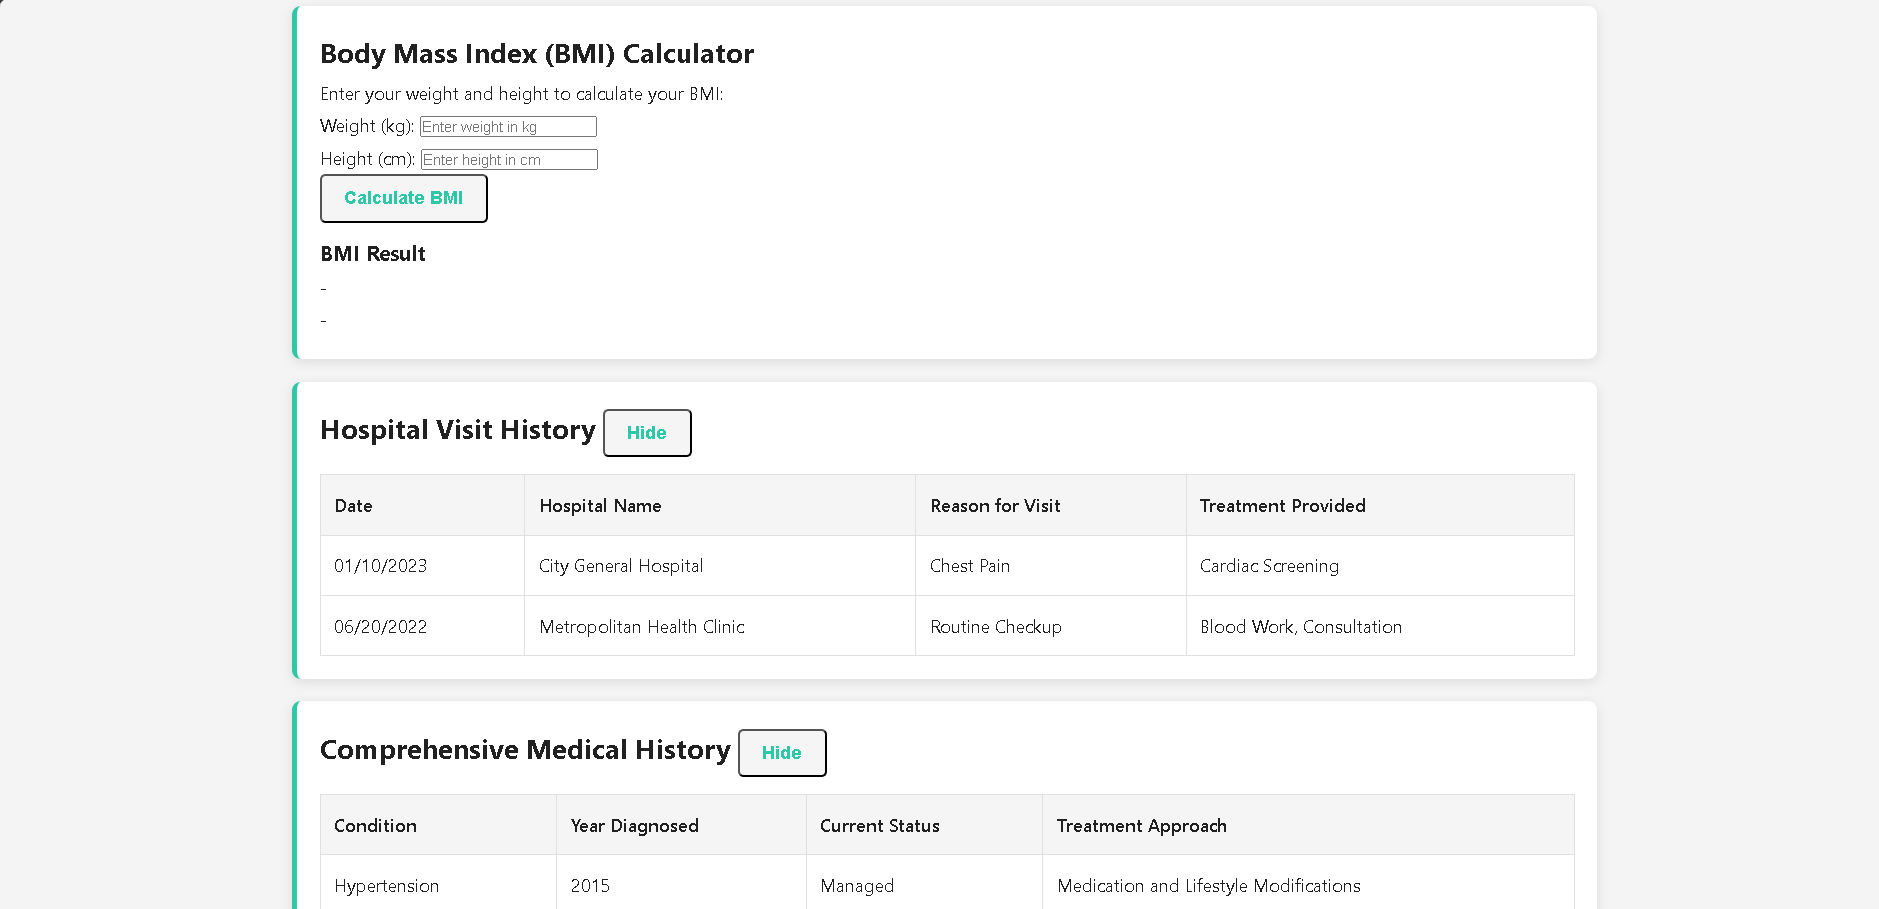 Body Mass Index (BMI) Calculator
Enter your weight and height to calculate your BMI:
Weight (kg): Enter weight in kg
Height (cm): Enter height in cm
Calculate BMI
BMI Result
-
-
Hospital Visit History Hide
Date Hospital Name Reason for Visit Treatment Provided
01/10/2023 City General Hospital Chest Pain Cardiac Screening
06/20/2022 Metropolitan Health Clinic Routine Checkup Blood Work, Consultation
Comprehensive Medical History Hide
Condition Year Diagnosed Current Status Treatment Approach
Hypertension 2015 Managed Medication and Lifestyle Modifications